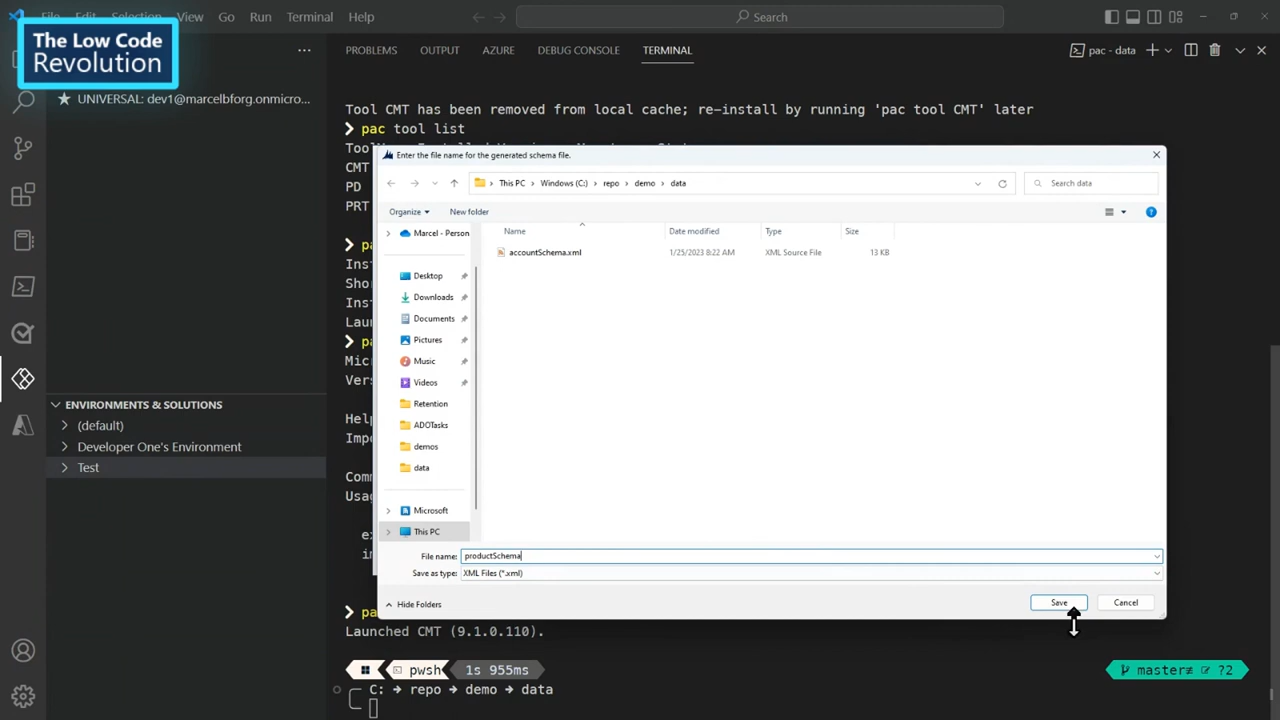 File Edit Selection View Go Run Terminal Help
Search
The Low Code
Revolution
UNIVERSAL: dev1@marcelbforg.onmicro...
ENVIRONMENTS & SOLUTIONS
(default)
Developer One's Environment
Test
PROBLEMS OUTPUT AZURE DEBUG CONSOLE TERMINAL
pac - data
Tool CMT has been removed from local cache; re-install by running 'pac tool CMT' later
pac tool list
CMT
PD
PRT
Enter the file name for the generated schema file.
This PC Windows (C:) repo demo data
Search data
Organize New folder
Name Date modified Type Size
accountSchema.xml 1/25/2023 8:22 AM XML Source File 13 KB
Marcel - Person
Desktop
Downloads
Documents
Pictures
Music
Videos
Retention
ADOTasks
demos
data
Microsoft
This PC
File name: productSchema
Save as type: XML Files (*.xml)
Hide Folders
Save Cancel
Launched CMT (9.1.0.110).
pwsh 1s 955ms
master≢ ?2
C: ➜ repo ➜ demo ➜ data